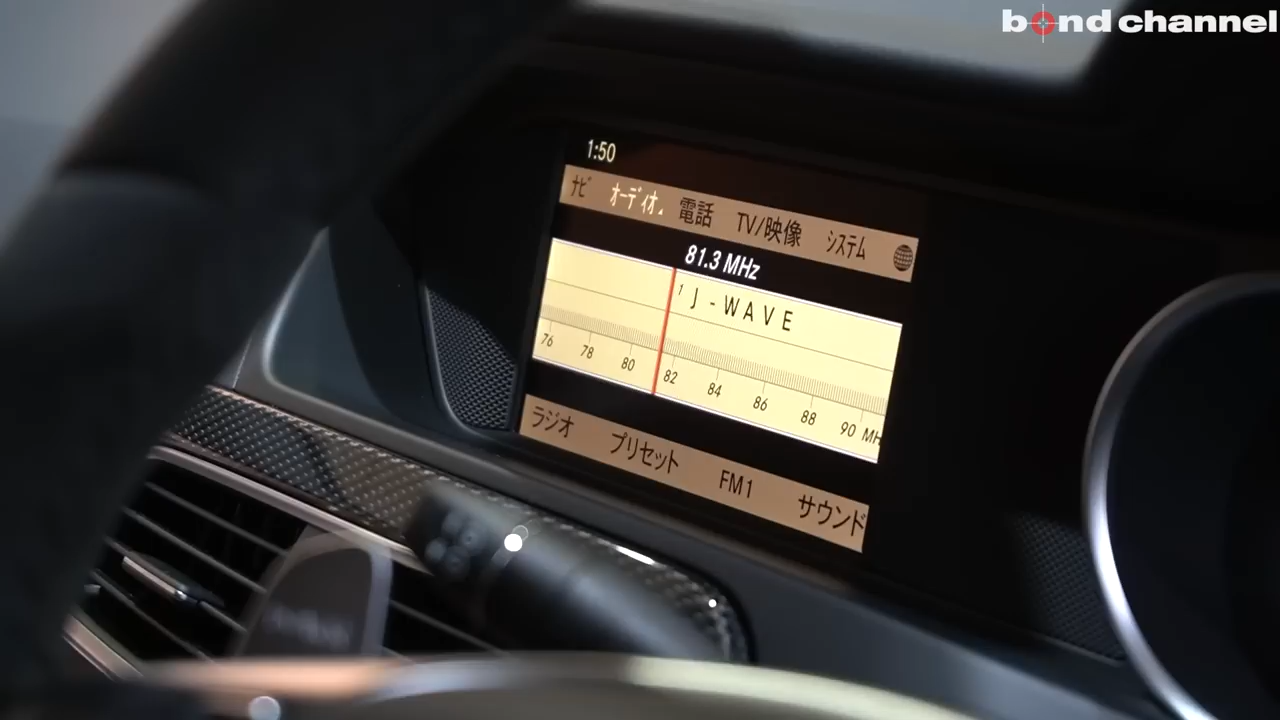 bond channel
1:50
ナビ オーディオ 電話 TV/映像 システム
81.3 MHz
1 J-WAVE
76 78 80 82 84 86 88 90 MH
ラジオ プリセット FM1 サウンド